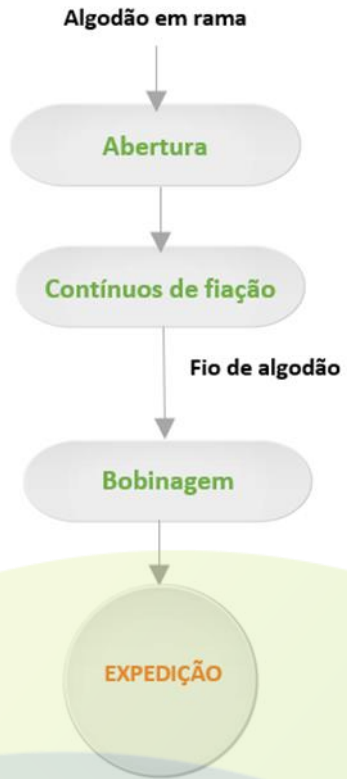 Algodão em rama
Abertura
Contínuos de fiação
Fio de algodão
Bobinagem
EXPEDIÇÃO